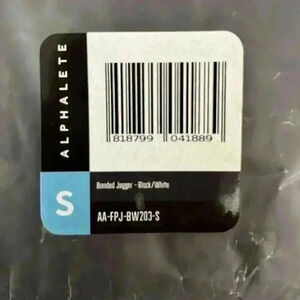 ALPHALETE
818799 041889
S
Bonded Jogger - Black/White
AA-FPJ-BW203-S